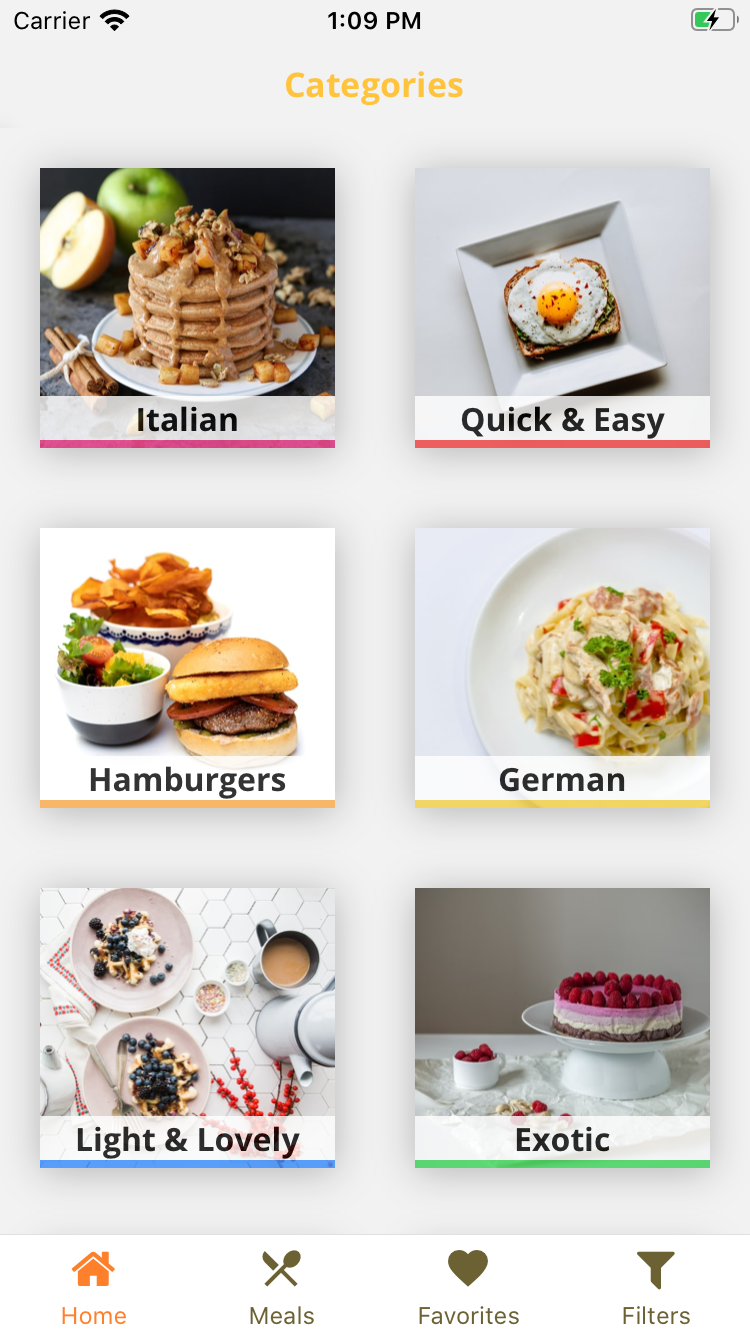 Carrier 1:09 PM
Categories
Italian
Quick & Easy
Hamburgers
German
Light & Lovely
Exotic
Home Meals Favorites Filters